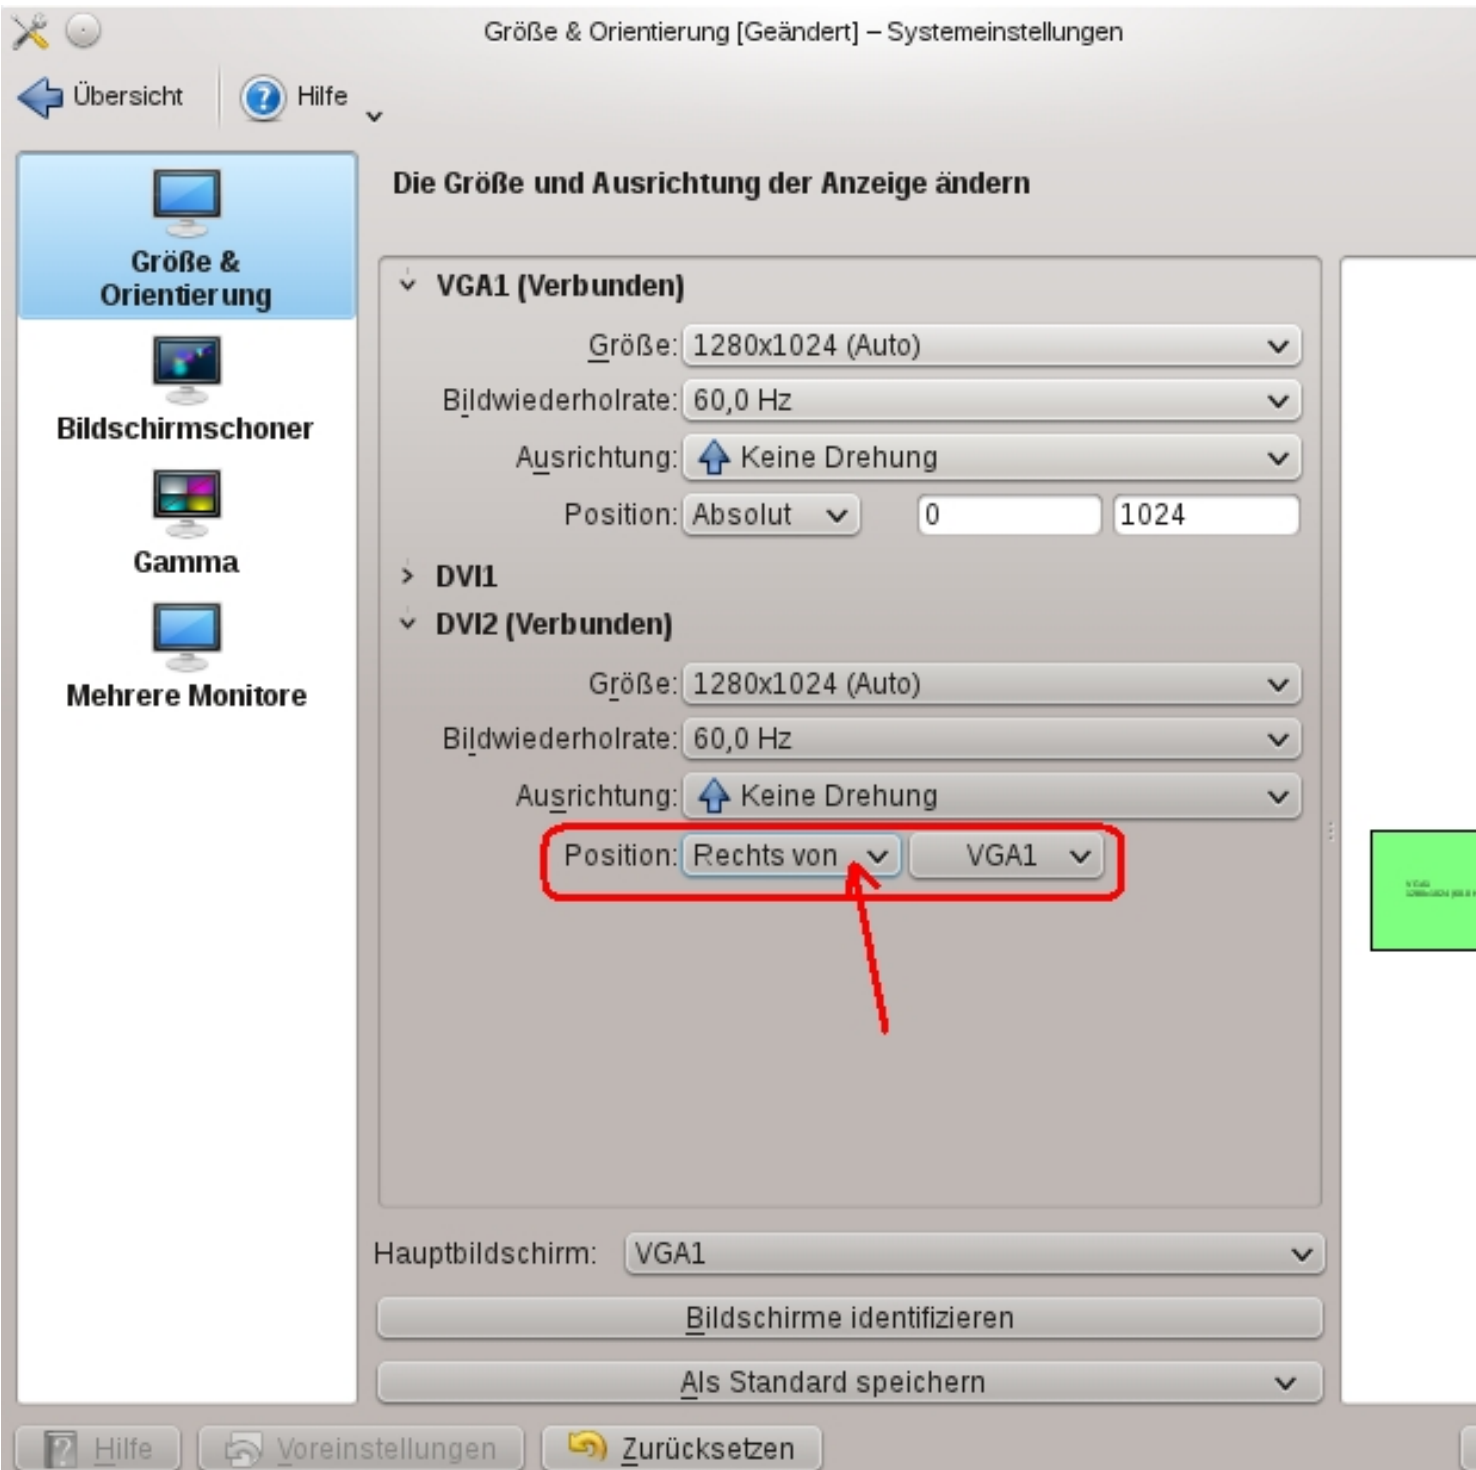 Größe & Orientierung [Geändert] – Systemeinstellungen
Übersicht
Hilfe
Größe &
Orientierung
Bildschirmschoner
Gamma
Mehrere Monitore
Die Größe und Ausrichtung der Anzeige ändern
VGA1 (Verbunden)
Größe: 1280x1024 (Auto)
Bildwiederholrate: 60,0 Hz
Ausrichtung: Keine Drehung
Position: Absolut 0 1024
DVI1
DVI2 (Verbunden)
Größe: 1280x1024 (Auto)
Bildwiederholrate: 60,0 Hz
Ausrichtung: Keine Drehung
Position: Rechts von VGA1
Hauptbildschirm: VGA1
Bildschirme identifizieren
Als Standard speichern
Hilfe
Voreinstellungen
Zurücksetzen